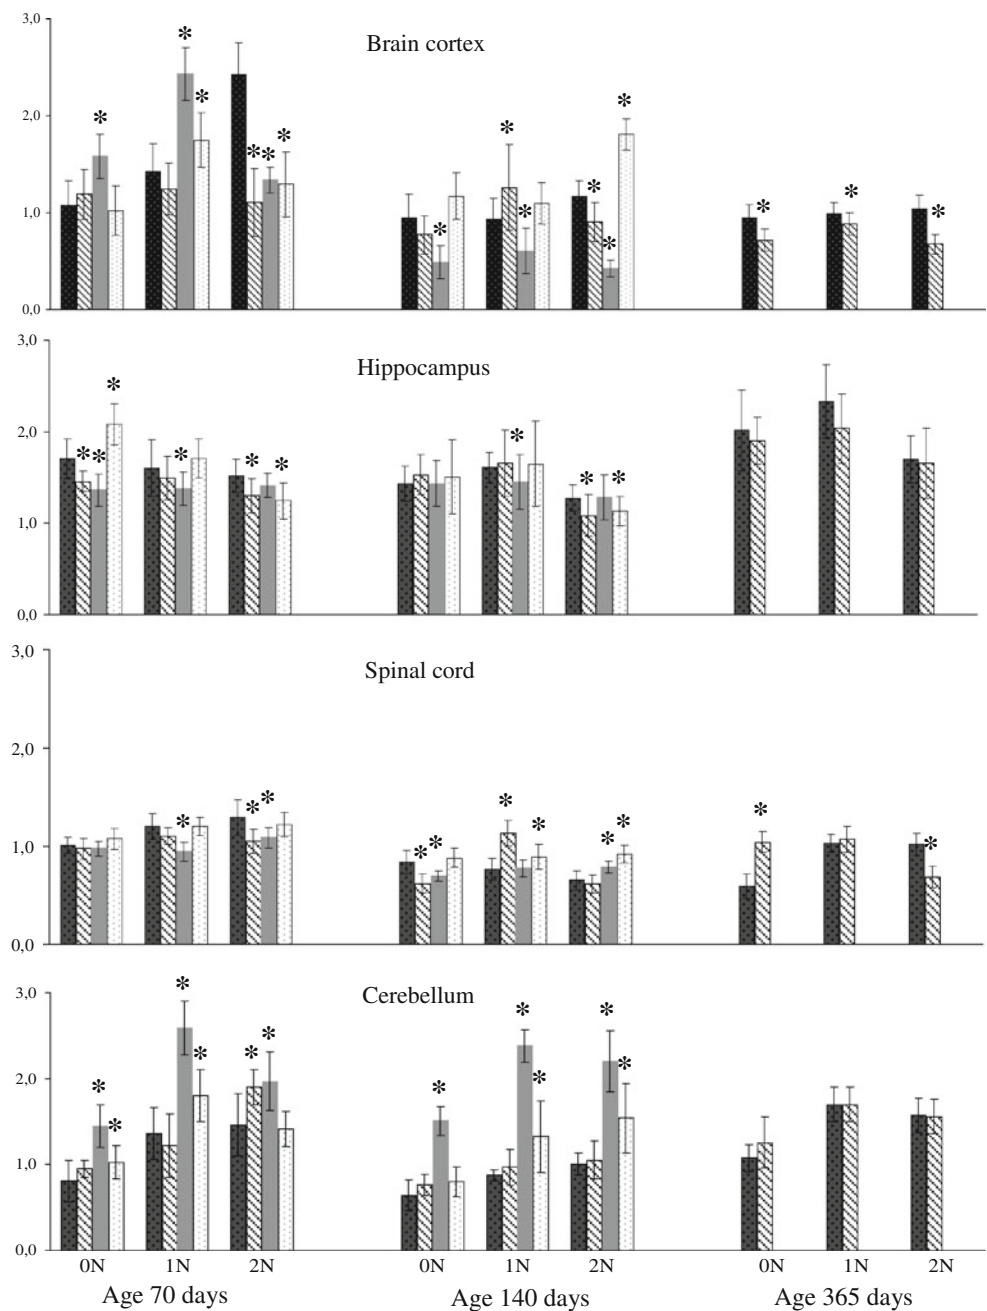 Brain cortex
3,0
2,0
1,0
0,0
* * * * * *
* * * * * *
* * *
Hippocampus
3,0
2,0
1,0
0,0
* * * * * *
* * *
Spinal cord
3,0
2,0
1,0
0,0
* * *
* * * * * *
* *
Cerebellum
3,0
2,0
1,0
0,0
* * * * * *
* * * * *
0N 1N 2N 0N 1N 2N 0N 1N 2N
Age 70 days Age 140 days Age 365 days